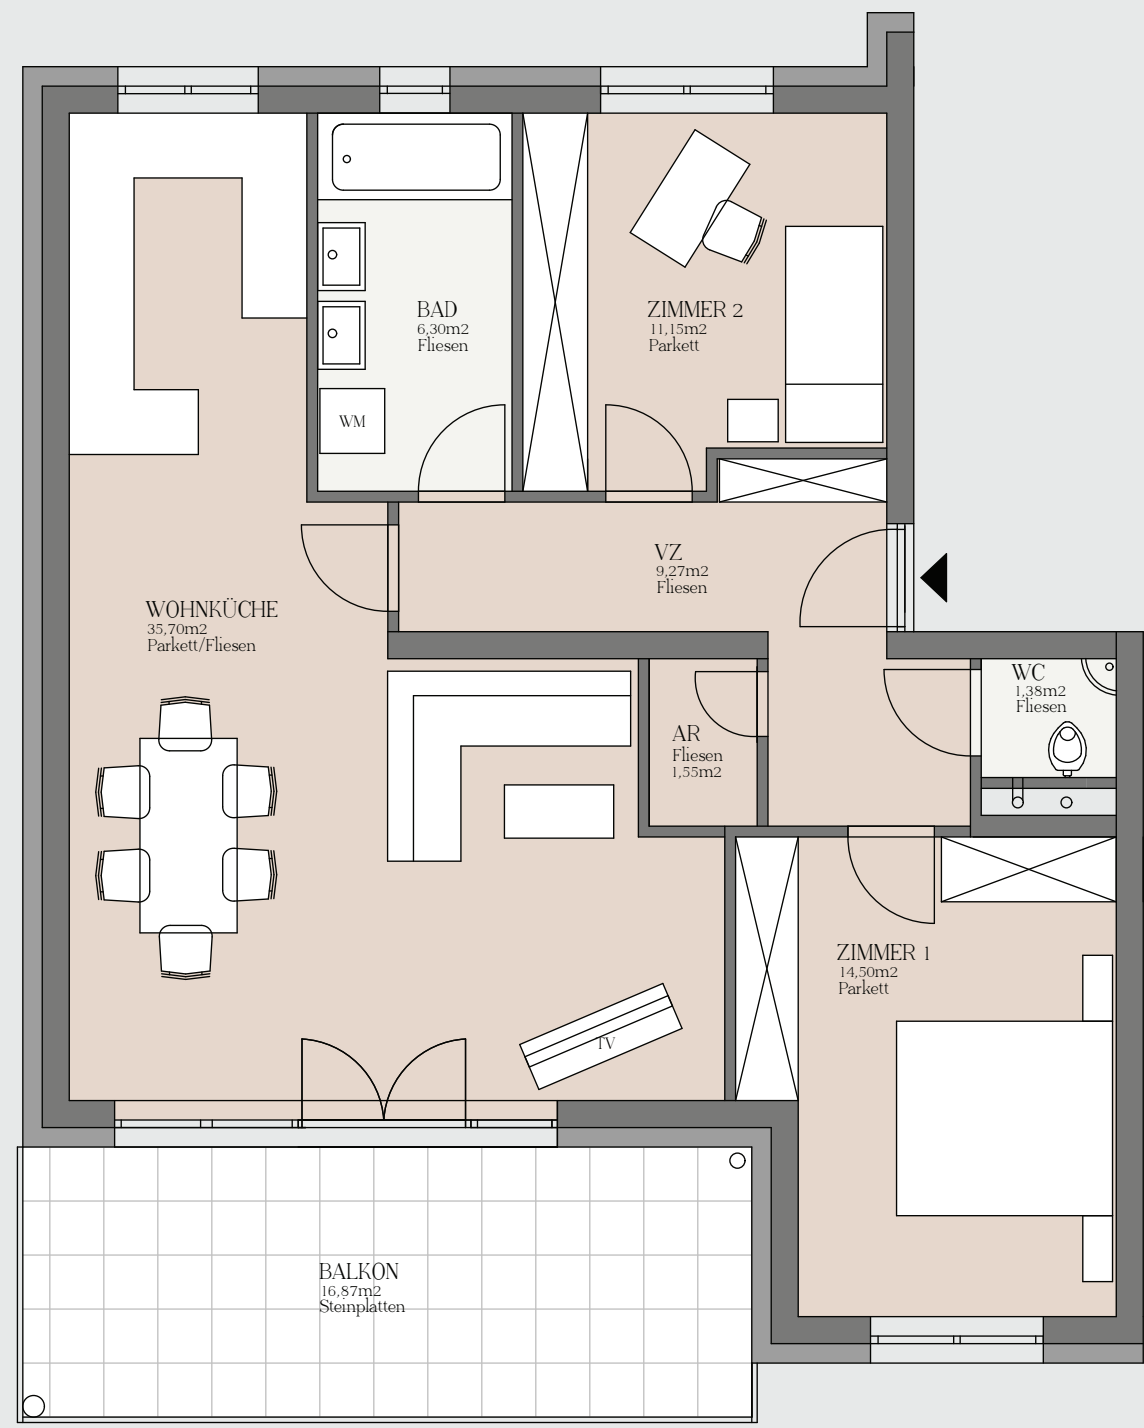 BAD
6,30m2
Fliesen
ZIMMER 2
11,15m2
Parkett
WM
VZ
9,27m2
Fliesen
WOHNKÜCHE
35,70m2
Parkett/Fliesen
WC
1,38m2
Fliesen
AR
Fliesen
1,55m2
ZIMMER 1
14,50m2
Parkett
TV
BALKON
16,87m2
Steinplatten